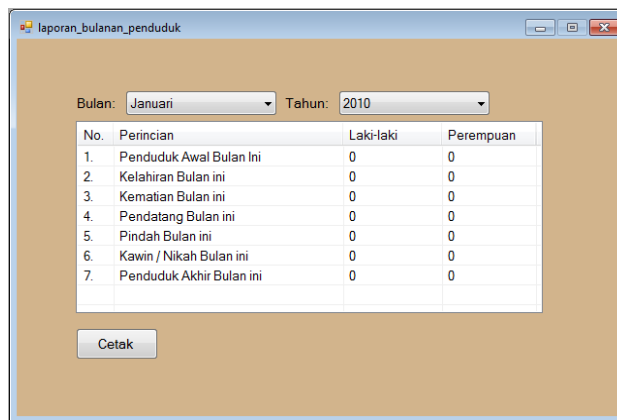 laporan_bulanan_penduduk
Bulan: Januari Tahun: 2010
No. Perincian Laki-laki Perempuan
1. Penduduk Awal Bulan Ini 0 0
2. Kelahiran Bulan ini 0 0
3. Kematian Bulan ini 0 0
4. Pendatang Bulan ini 0 0
5. Pindah Bulan ini 0 0
6. Kawin / Nikah Bulan ini 0 0
7. Penduduk Akhir Bulan ini 0 0
Cetak